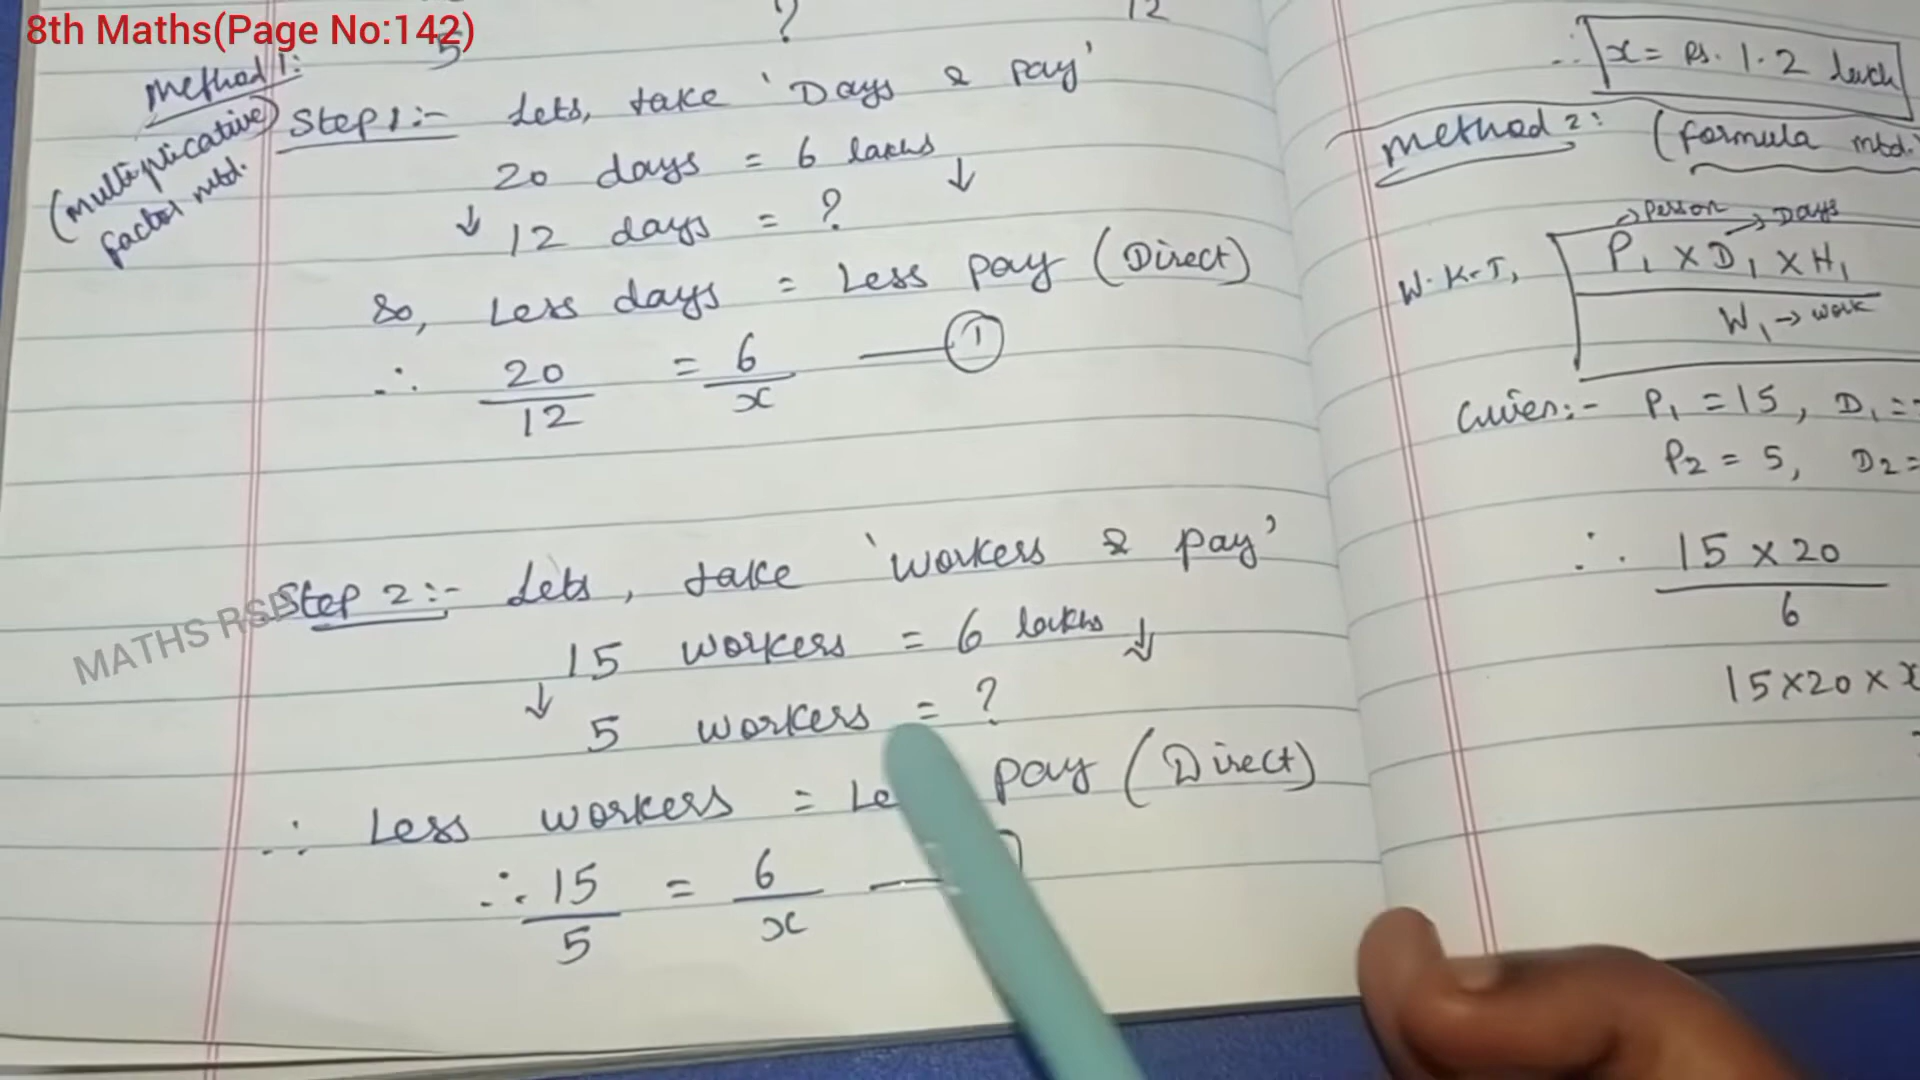 8th Maths(Page No:142)
5
?
12
Method 1:
(multiplicative)
factor mtd.
Step 1:- Lets, take 'Days & pay'
20 days = 6 lakhs ↓
↓ 12 days = ?
So, Less days = Less pay (Direct)
∴ 20/12 = 6/x —— ①
Step 2:- Lets, take 'workers & pay'
MATHS RSP
15 workers = 6 lakhs ↓
↓ 5 workers = ?
∴ Less workers = Le pay (Direct)
∴ 15/5 = 6/x ——
∴ x = Rs. 1.2 lakh
Method 2: (formula mtd.
→ Person → Days
W.K.T, P₁ x D₁ x H₁
W₁ → work
Given:- P₁ = 15, D₁ =
P₂ = 5, D₂ =
∴ 15 x 20
6
15 x 20 x x